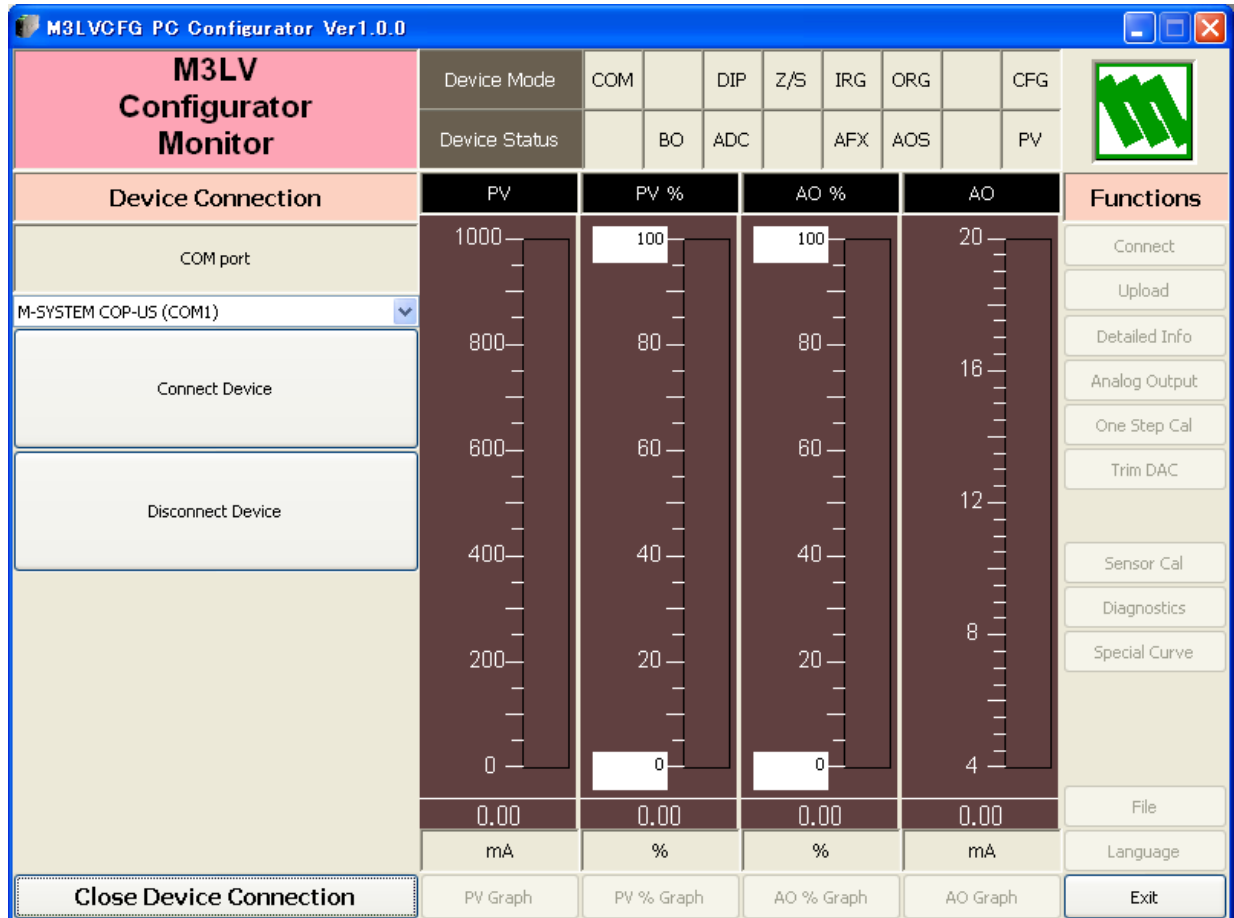 M3LVCFG PC Configurator Ver1.0.0
M3LV
Configurator
Monitor
Device Mode
COM
DIP
Z/S
IRG
ORG
CFG
Device Status
BO
ADC
AFX
AOS
PV
Device Connection
COM port
M-SYSTEM COP-US (COM1)
Connect Device
Disconnect Device
Close Device Connection
PV
1000
800
600
400
200
0
0.00
mA
PV Graph
PV %
100
80
60
40
20
0
0.00
%
PV % Graph
AO %
100
80
60
40
20
0
0.00
%
AO % Graph
AO
20
16
12
8
4
0.00
mA
AO Graph
Functions
Connect
Upload
Detailed Info
Analog Output
One Step Cal
Trim DAC
Sensor Cal
Diagnostics
Special Curve
File
Language
Exit